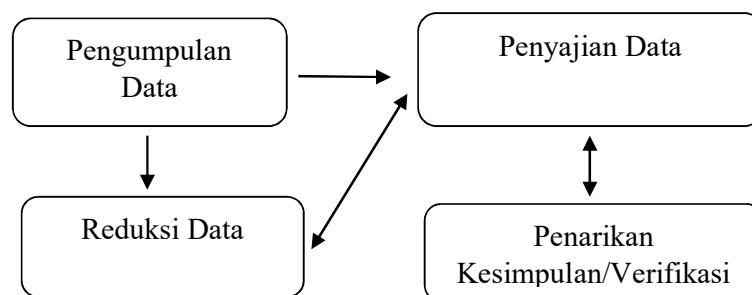 Pengumpulan
Data
Penyajian Data
Reduksi Data
Penarikan
Kesimpulan/Verifikasi